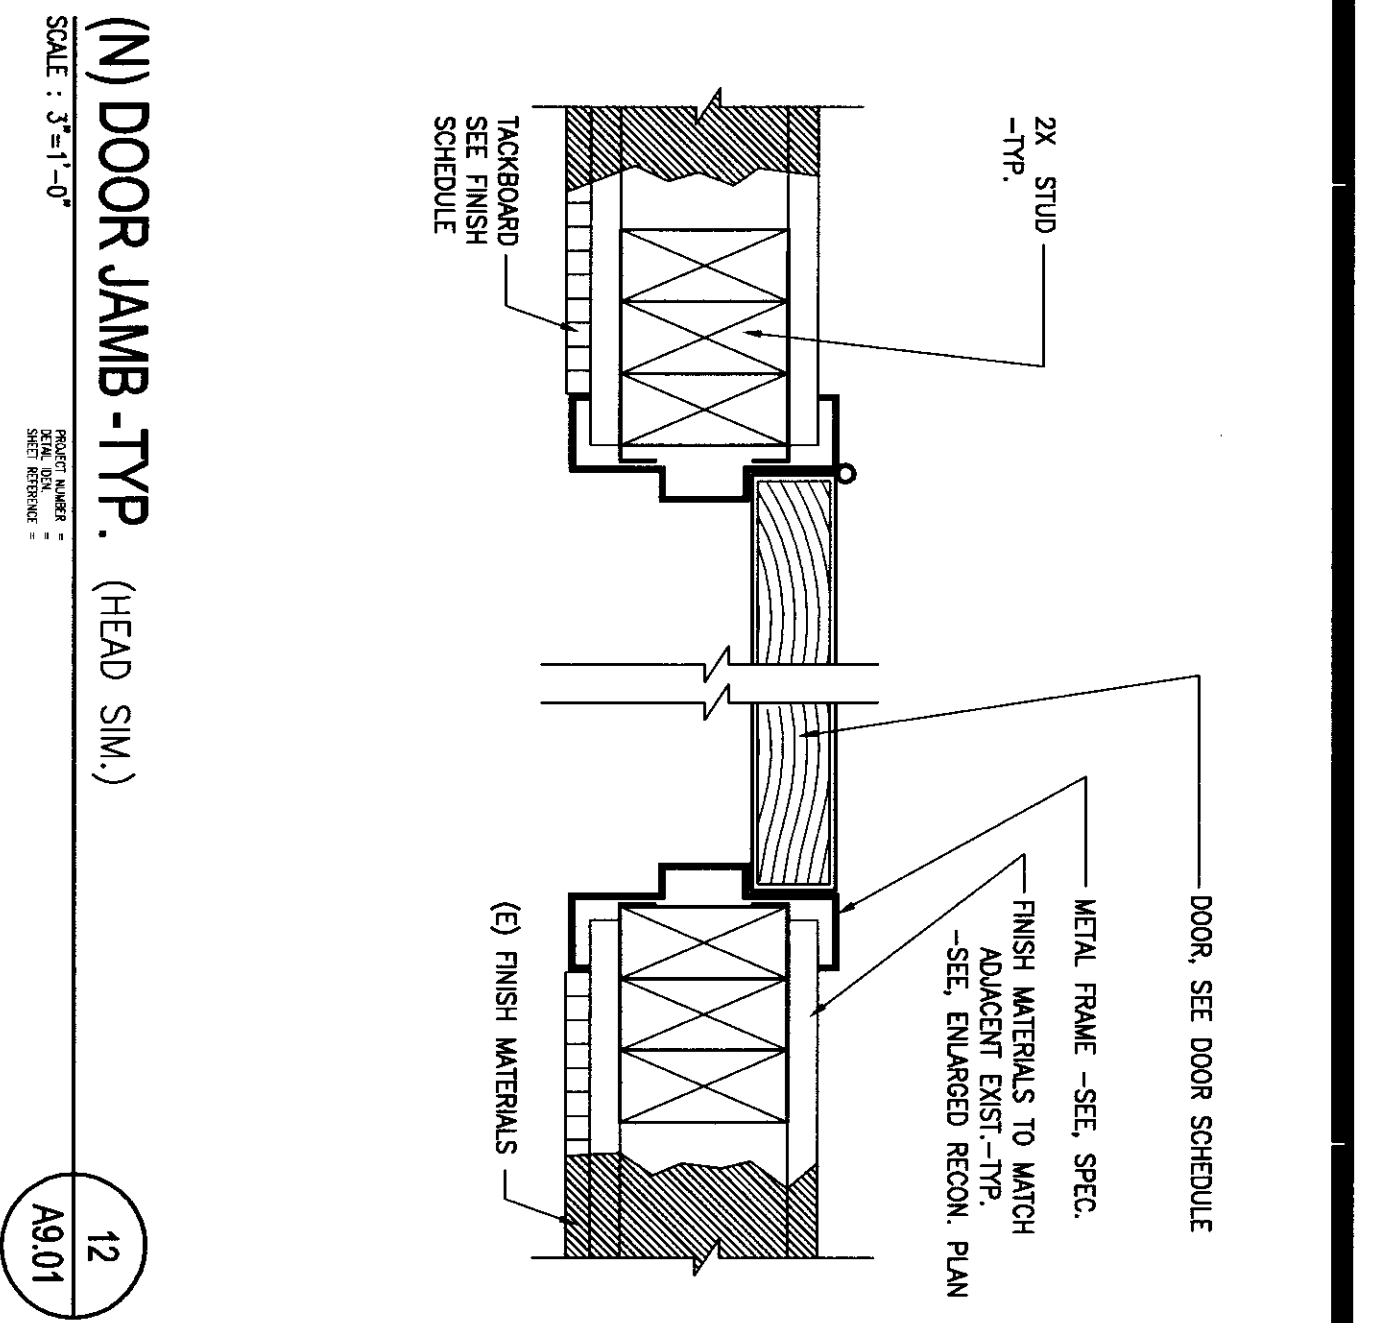 DOOR, SEE DOOR SCHEDULE
METAL FRAME -SEE, SPEC.
FINISH MATERIALS TO MATCH
ADJACENT EXIST.-TYP.
-SEE, ENLARGED RECON. PLAN
2X STUD
-TYP.
TACKBOARD
SEE FINISH
SCHEDULE
(E) FINISH MATERIALS
(N) DOOR JAMB-TYP. (HEAD SIM.)
SCALE : 3"=1'-0"
PROJECT NUMBER =
DETAIL IDEN. =
SHEET REFERENCE =
12
A9.01